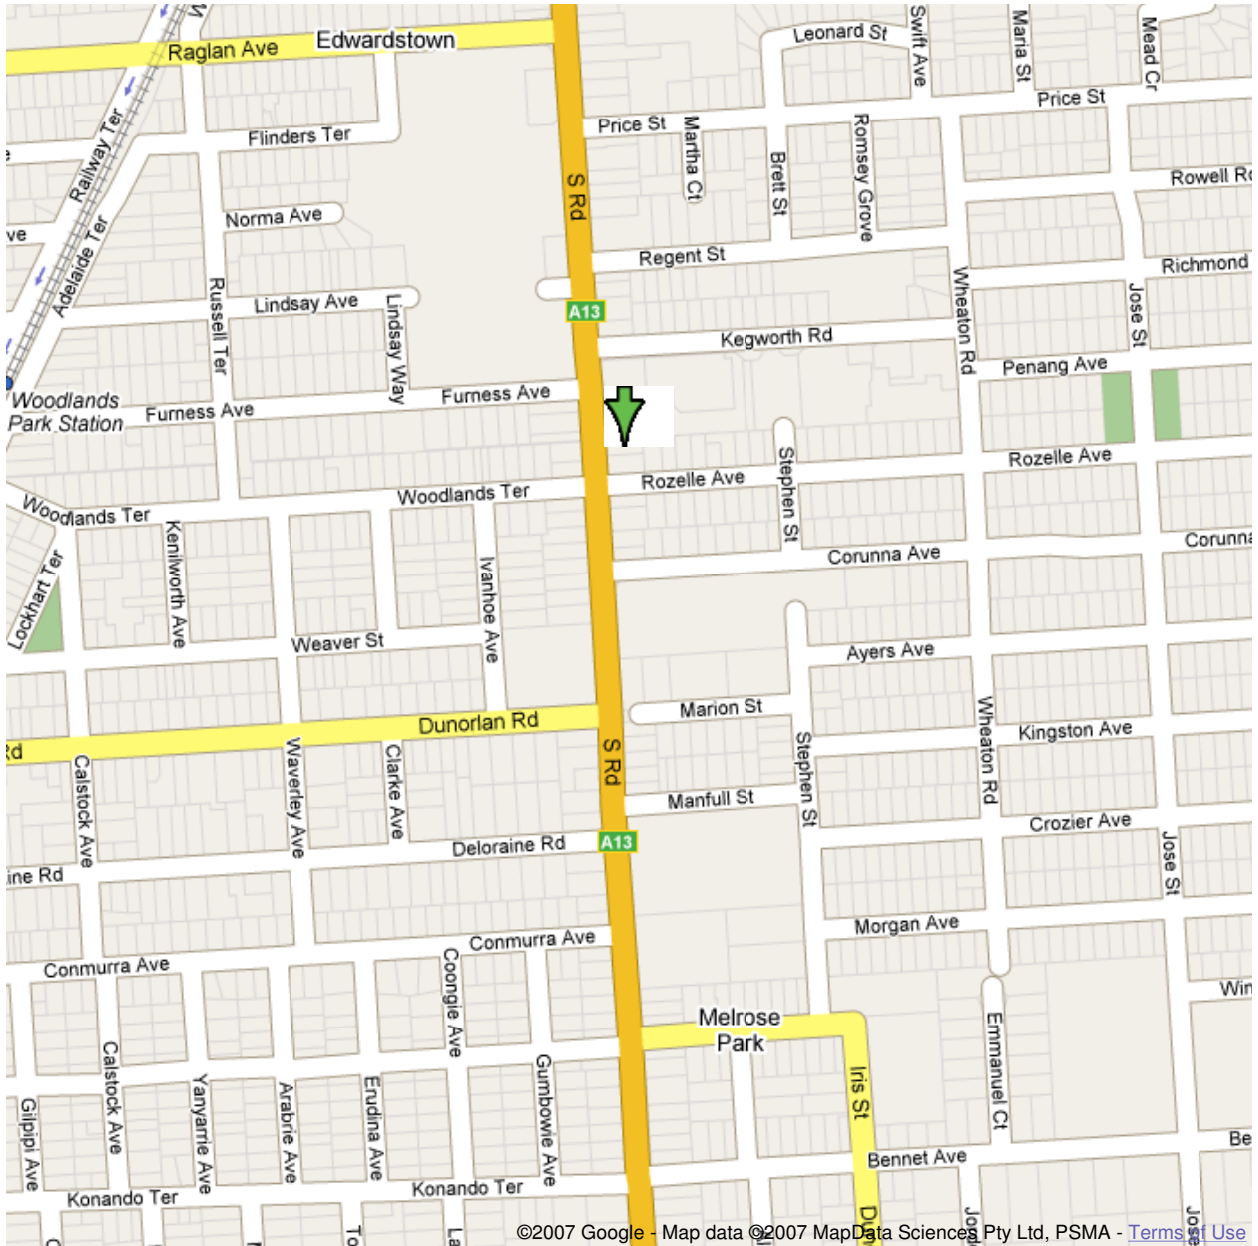 Raglan Ave
Edwardstown
Leonard St
Swift Ave
Maria St
Mead Cr
Price St
Price St
Railway Ter
Flinders Ter
Martha Ct
Brett St
Romsey Grove
S Rd
Rowell Rd
Norma Ave
Adelaide Ter
Regent St
Richmond
Russell Ter
Lindsay Ave
Lindsay Way
A13
Wheaton Rd
Jose St
Kegworth Rd
Penang Ave
Woodlands
Park Station
Furness Ave
Furness Ave
Stephen St
Rozelle Ave
Rozelle Ave
Woodlands Ter
Woodlands Ter
Kenilworth Ave
Ivanhoe Ave
Corunna Ave
Corunna
Lockhart Ter
Weaver St
Ayers Ave
Marion St
Dunorlan Rd
Rd
Wheaton Rd
Kingston Ave
S Rd
Stephen St
Calstock Ave
Waverley Ave
Clarke Ave
Manfull St
Crozier Ave
Deloraine Rd
A13
Jose St
ine Rd
Morgan Ave
Conmurra Ave
Conmurra Ave
Coongie Ave
Win
Melrose
Park
Emmanuel Ct
Calstock Ave
Iris St
Gilpipi Ave
Yanyarrie Ave
Arabrie Ave
Erudina Ave
Gumbowie Ave
Bennet Ave
Be
Konando Ter
Konando Ter
©2007 Google - Map data ©2007 MapData Sciences Pty Ltd, PSMA - Terms of Use